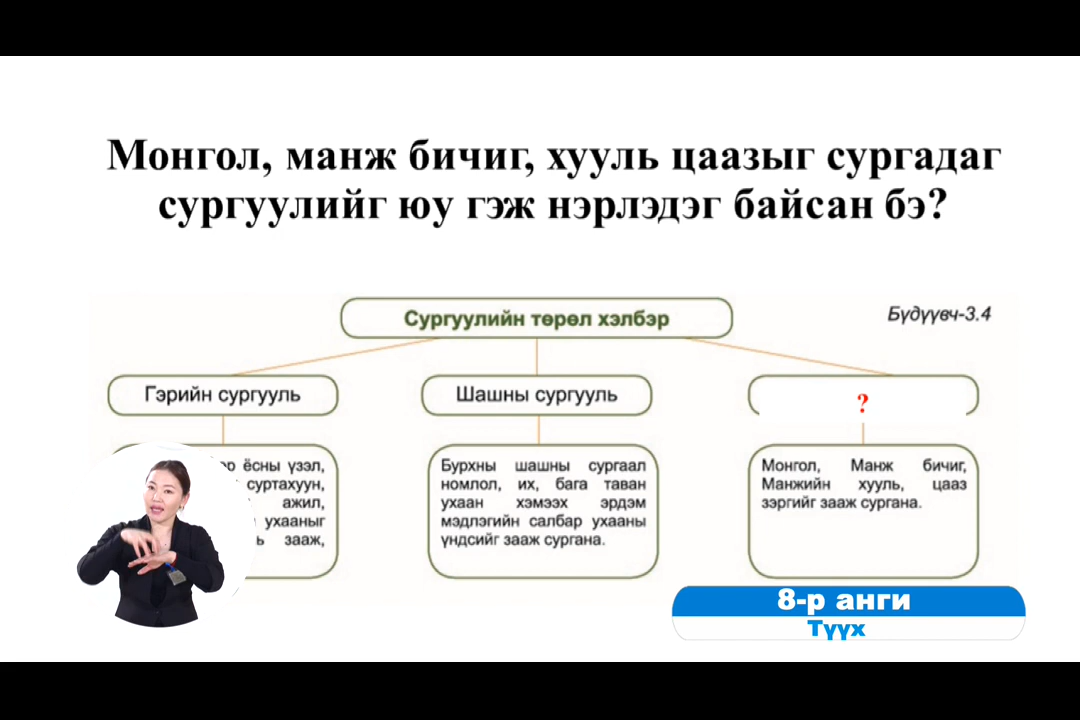 Монгол, манж бичиг, хууль цаазыг сургадаг
сургуулийг юу гэж нэрлэдэг байсан бэ?
Бүдүүвч-3.4
Сургуулийн төрөл хэлбэр
Гэрийн сургууль
Шашны сургууль
?
ёсны үзэл,
суртахуун,
ажил,
ухааныг
зааж,
Бурхны шашны сургаал
номлол, их, бага таван
ухаан хэмээх эрдэм
мэдлэгийн салбар ухааны
үндсийг зааж сургана.
Монгол, Манж бичиг,
Манжийн хууль, цааз
зэргийг зааж сургана.
8-р анги
Түүх